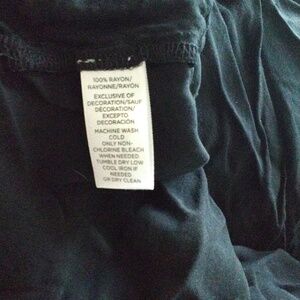 100% RAYON/
RAYONNE/RAYÓN
EXCLUSIVE OF
DECORATION/SAUF
DÉCORATION/
EXCEPTO
DECORACIÓN
MACHINE WASH
COLD
ONLY NON-
CHLORINE BLEACH
WHEN NEEDED
TUMBLE DRY LOW
COOL IRON IF
NEEDED
OR DRY CLEAN